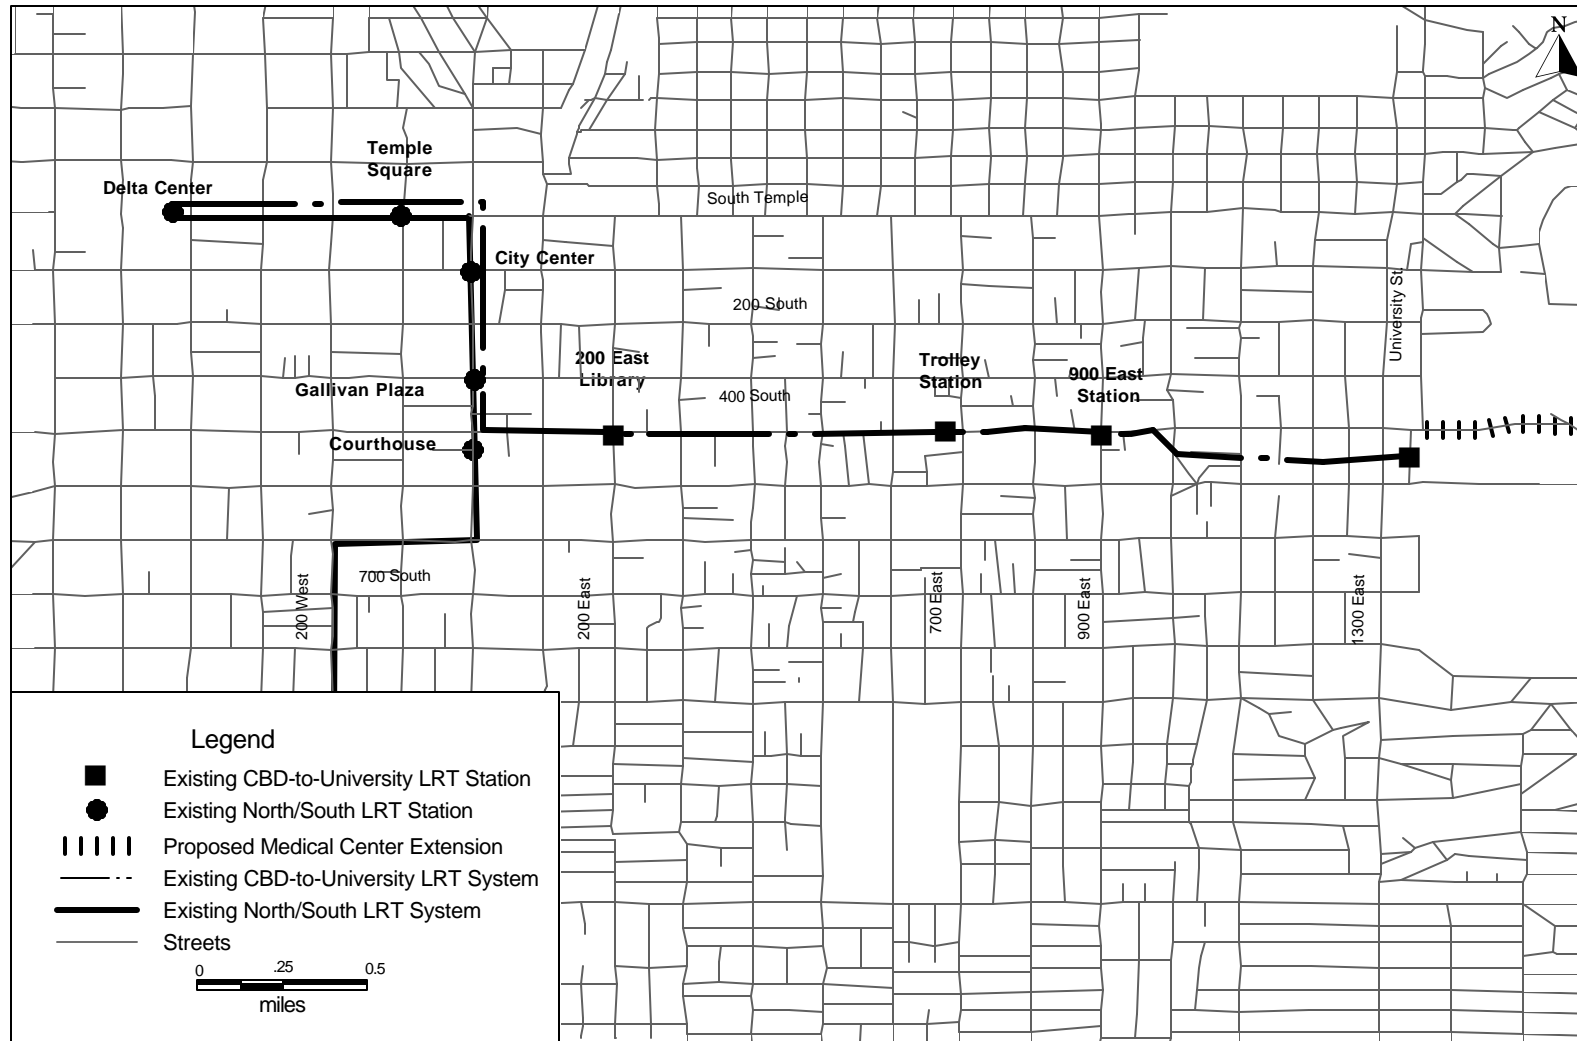 N
Temple
Square
Delta Center
South Temple
City Center
University St.
200 South
200 East
Library
Trolley
Station
900 East
Station
Gallivan Plaza
400 South
Courthouse
700 South
200 West
200 East
700 East
900 East
1300 East
Legend
Existing CBD-to-University LRT Station
Existing North/South LRT Station
Proposed Medical Center Extension
Existing CBD-to-University LRT System
Existing North/South LRT System
Streets
0 .25 0.5
miles